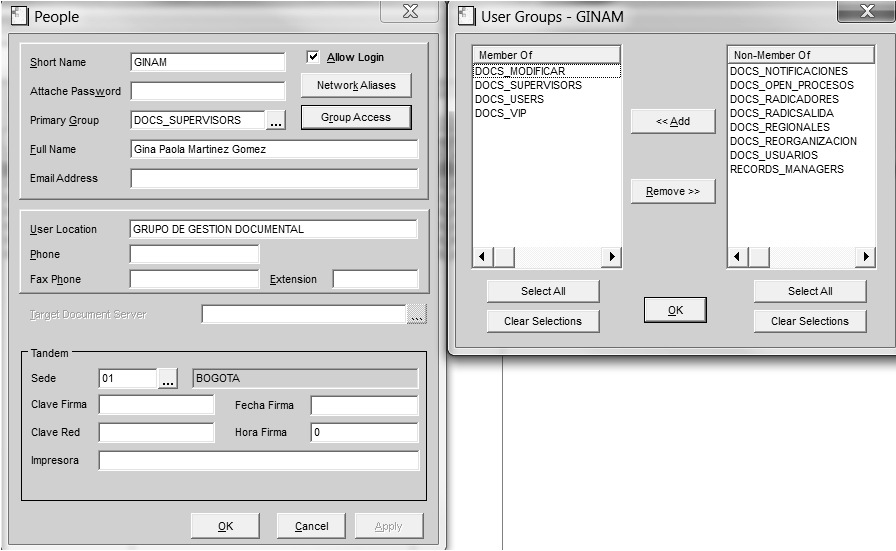 People
Short Name GINAM Allow Login
Attache Password Network Aliases
Primary Group DOCS_SUPERVISORS ... Group Access
Full Name Gina Paola Martinez Gomez
Email Address
User Location GRUPO DE GESTION DOCUMENTAL
Phone
Fax Phone Extension
Target Document Server ...
Tandem
Sede 01 ... BOGOTA
Clave Firma Fecha Firma
Clave Red Hora Firma 0
Impresora
OK Cancel Apply
User Groups - GINAM
Member Of
DOCS_MODIFICAR
DOCS_SUPERVISORS
DOCS_USERS
DOCS_VIP
Select All
Clear Selections
<< Add
Remove >>
OK
Non-Member Of
DOCS_NOTIFICACIONES
DOCS_OPEN_PROCESOS
DOCS_RADICADORES
DOCS_RADICSALIDA
DOCS_REGIONALES
DOCS_REORGANIZACION
DOCS_USUARIOS
RECORDS_MANAGERS
Select All
Clear Selections